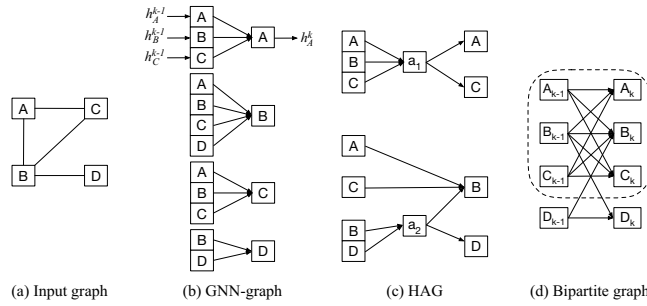 A C
B D
(a) Input graph
h_A^{k-1} A
h_B^{k-1} B A h_A^k
h_C^{k-1} C
A
B
C
D
B
A
B
C
C
B
D
D
(b) GNN-graph
A
B
C
a_1
A
C
A
C
B
D
a_2
B
D
(c) HAG
A_{k-1} A_k
B_{k-1} B_k
C_{k-1} C_k
D_{k-1} D_k
(d) Bipartite graph